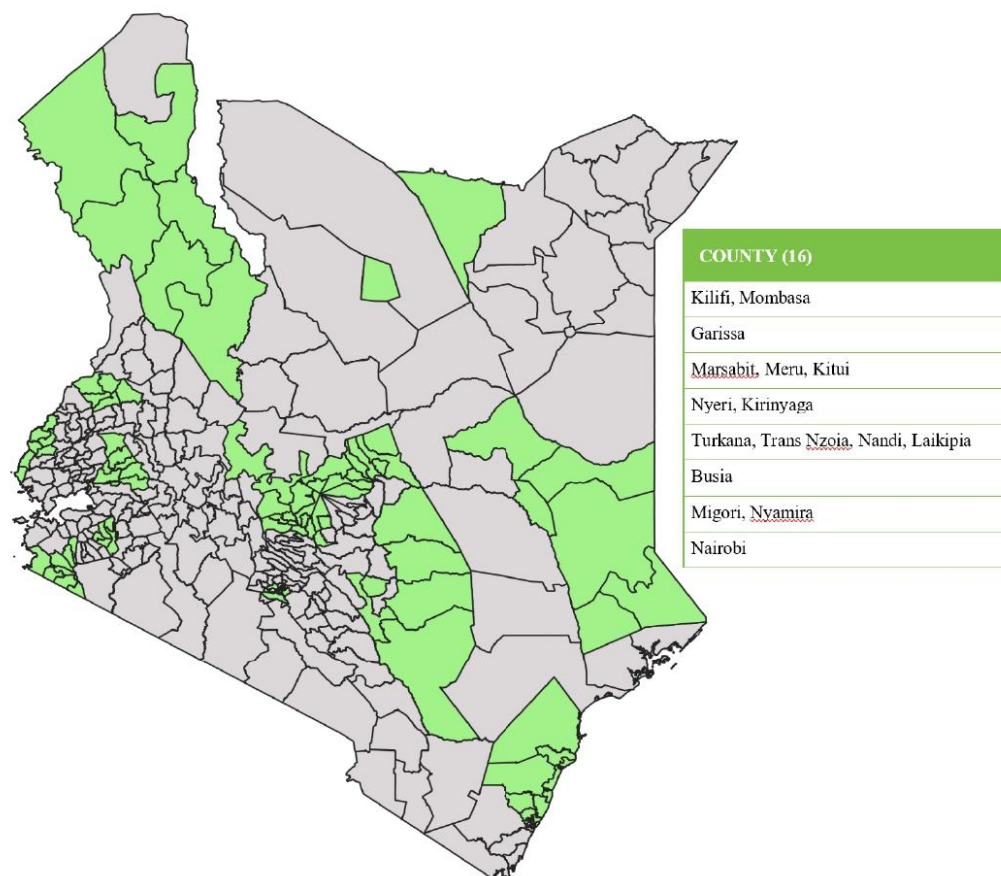 COUNTY (16)
Kilifi, Mombasa
Garissa
Marsabit, Meru, Kitui
Nyeri, Kirinyaga
Turkana, Trans Nzoia, Nandi, Laikipia
Busia
Migori, Nyamira
Nairobi